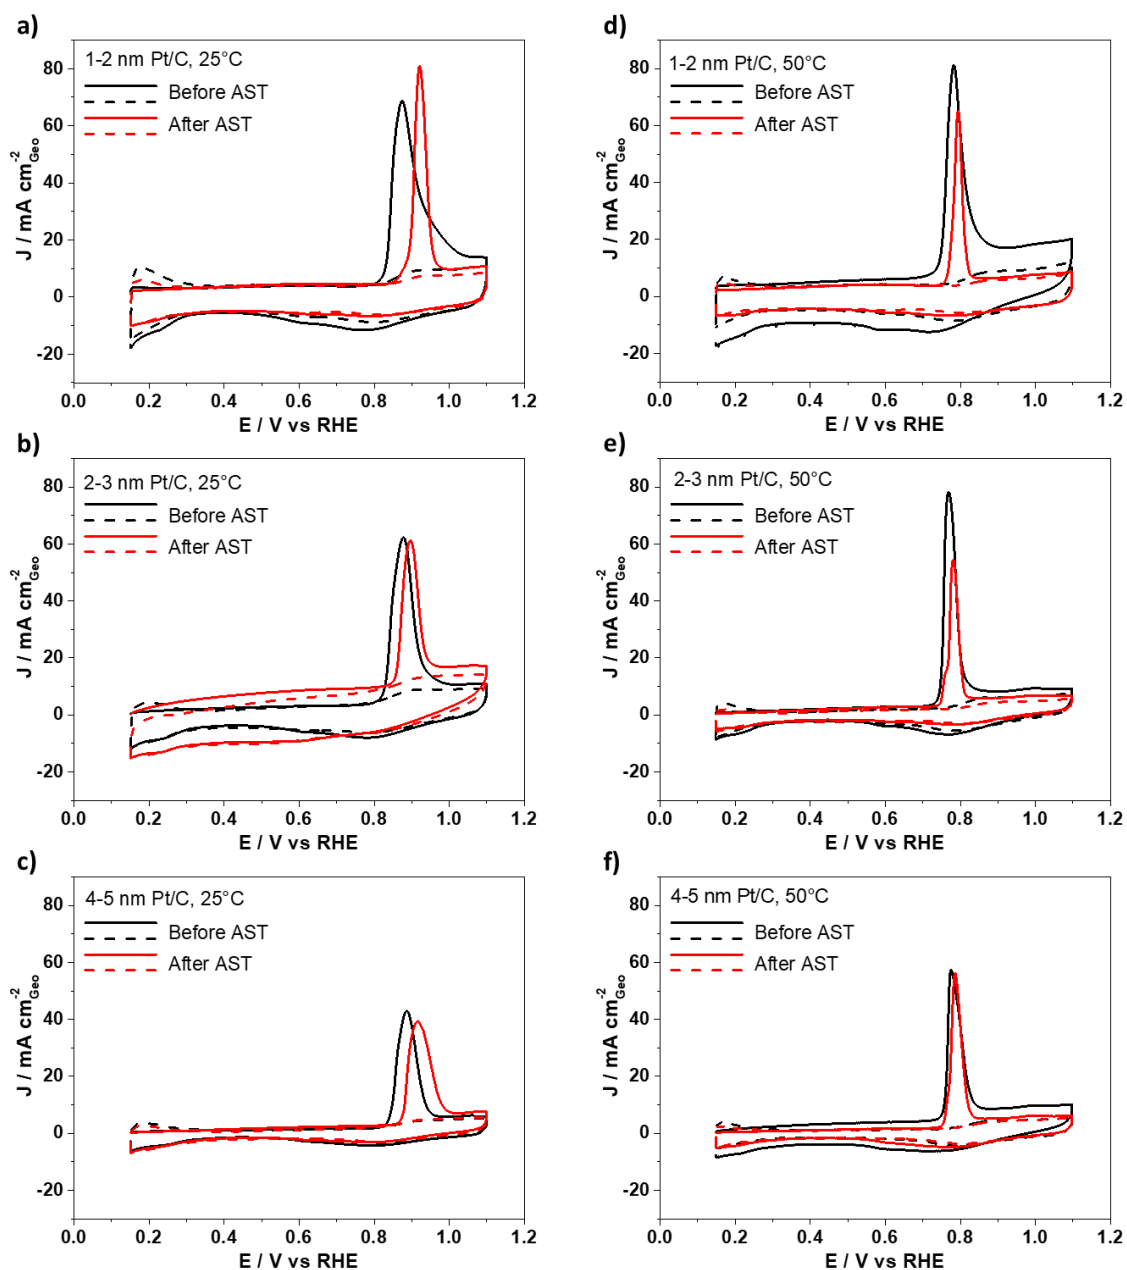 a)
1-2 nm Pt/C, 25°C
Before AST
After AST
80
60
40
20
0
-20
J / mA cm-2Geo
0.0 0.2 0.4 0.6 0.8 1.0 1.2
E / V vs RHE
d)
1-2 nm Pt/C, 50°C
Before AST
After AST
80
60
40
20
0
-20
J / mA cm-2Geo
0.0 0.2 0.4 0.6 0.8 1.0 1.2
E / V vs RHE
b)
2-3 nm Pt/C, 25°C
Before AST
After AST
80
60
40
20
0
-20
J / mA cm-2Geo
0.0 0.2 0.4 0.6 0.8 1.0 1.2
E / V vs RHE
e)
2-3 nm Pt/C, 50°C
Before AST
After AST
80
60
40
20
0
-20
J / mA cm-2Geo
0.0 0.2 0.4 0.6 0.8 1.0 1.2
E / V vs RHE
c)
4-5 nm Pt/C, 25°C
Before AST
After AST
80
60
40
20
0
-20
J / mA cm-2Geo
0.0 0.2 0.4 0.6 0.8 1.0 1.2
E / V vs RHE
f)
4-5 nm Pt/C, 50°C
Before AST
After AST
80
60
40
20
0
-20
J / mA cm-2Geo
0.0 0.2 0.4 0.6 0.8 1.0 1.2
E / V vs RHE